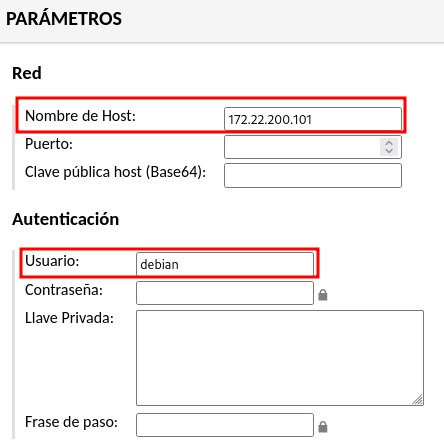 PARÁMETROS
Red
Nombre de Host: 172.22.200.101
Puerto:
Clave pública host (Base64):
Autenticación
Usuario: debian
Contraseña:
Llave Privada:
Frase de paso: